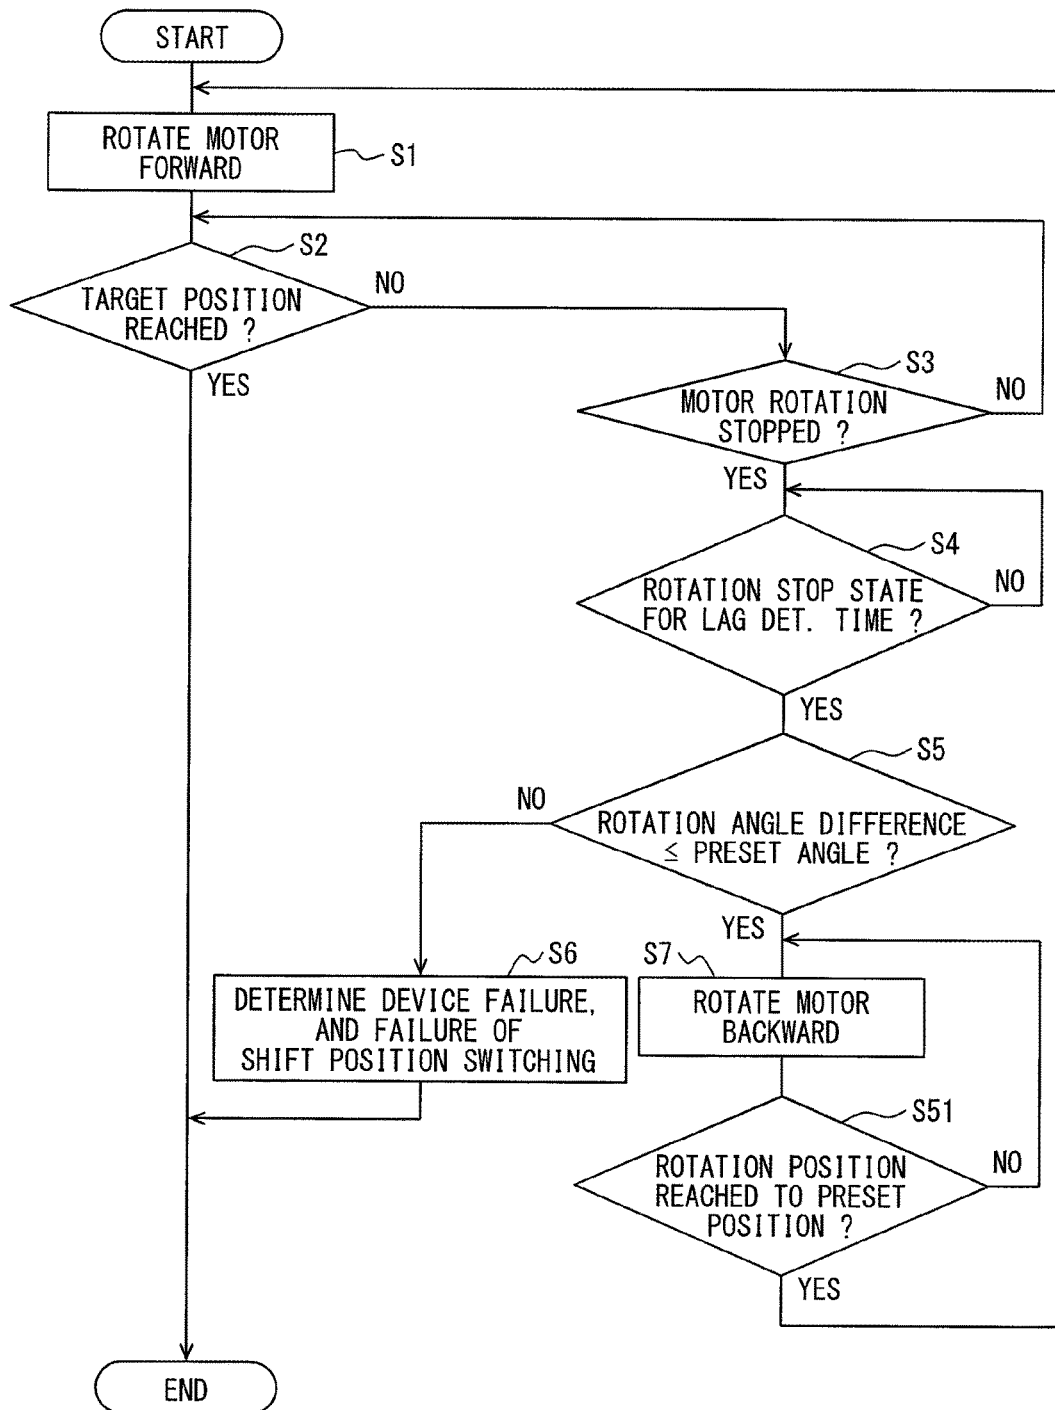 START
ROTATE MOTOR
FORWARD
S1
S2
TARGET POSITION
REACHED ?
NO
YES
S3
MOTOR ROTATION
STOPPED ?
NO
YES
S4
ROTATION STOP STATE
FOR LAG DET. TIME ?
NO
YES
S5
ROTATION ANGLE DIFFERENCE
≤ PRESET ANGLE ?
NO
YES
S6
DETERMINE DEVICE FAILURE,
AND FAILURE OF
SHIFT POSITION SWITCHING
S7
ROTATE MOTOR
BACKWARD
S51
ROTATION POSITION
REACHED TO PRESET
POSITION ?
NO
YES
END